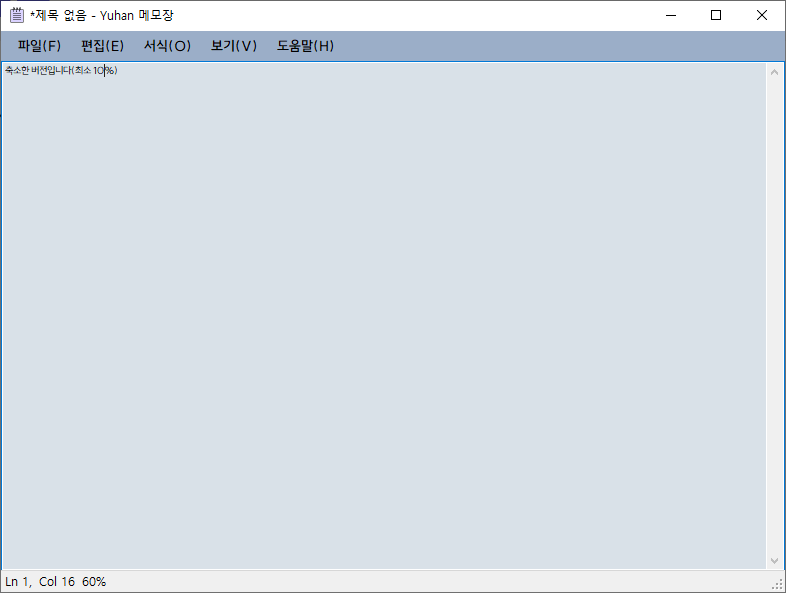 *제목 없음 - Yuhan 메모장
파일(F) 편집(E) 서식(O) 보기(V) 도움말(H)
축소한 버전입니다(최소 10%)
Ln 1, Col 16 60%